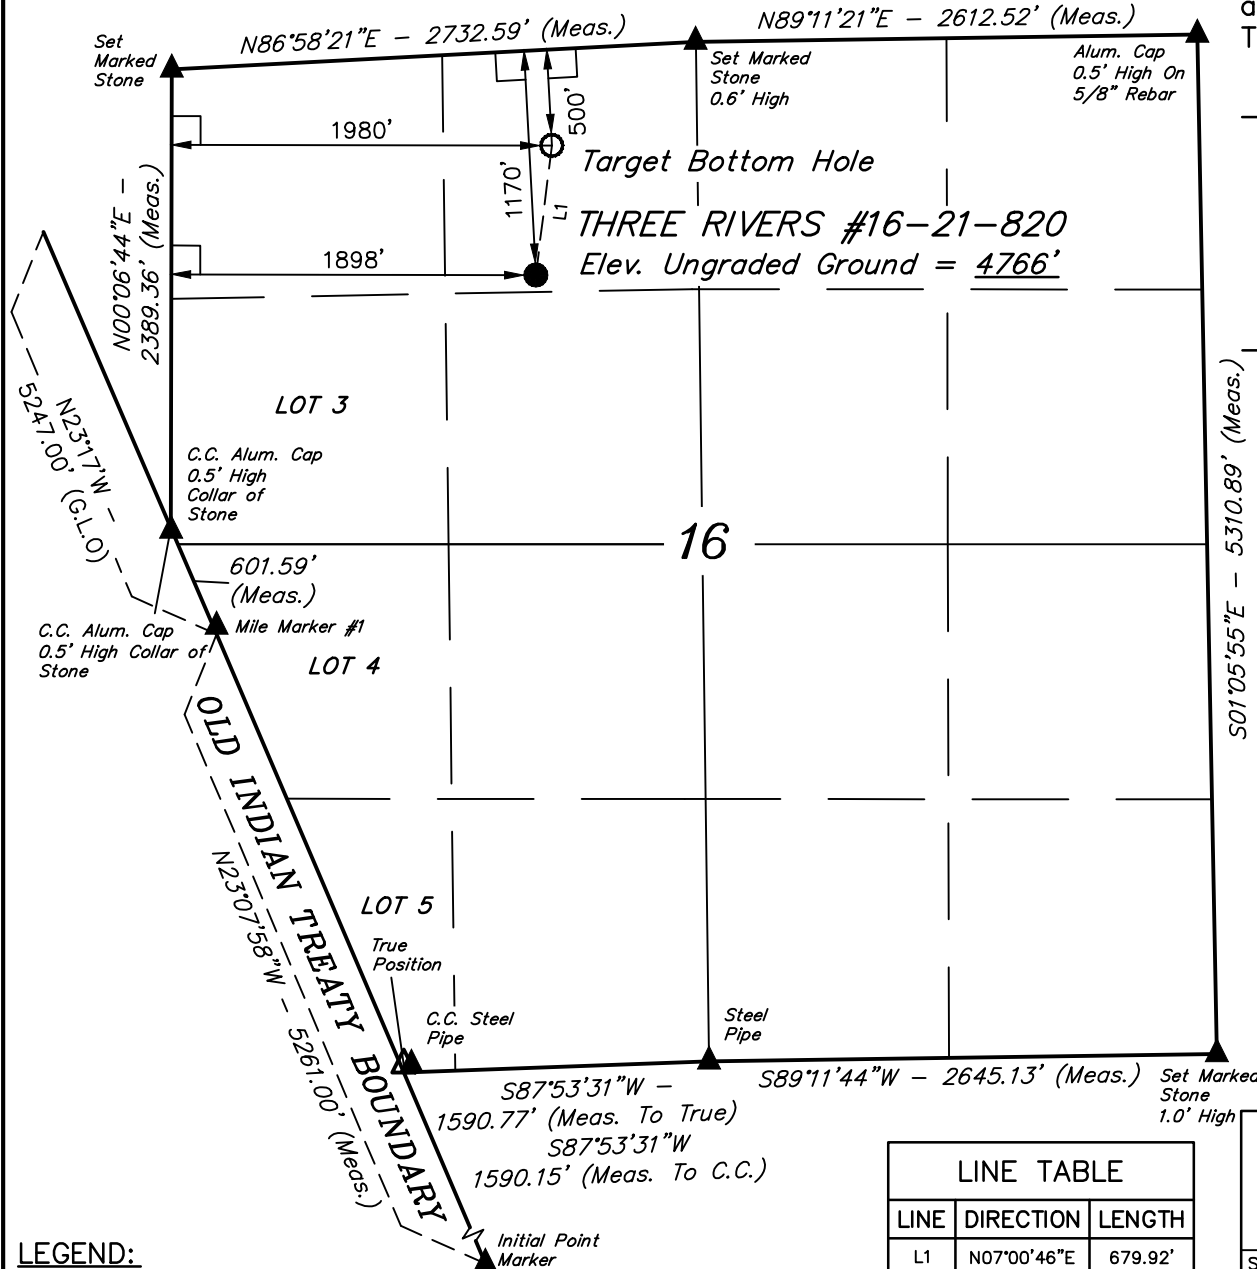 N86°58'21"E - 2732.59' (Meas.)
N89°11'21"E - 2612.52' (Meas.)
Set
Marked
Stone
Set Marked
Stone
0.6' High
Alum. Cap
0.5' High On
5/8" Rebar
a
T
1980'
500'
1170'
L1
Target Bottom Hole
THREE RIVERS #16-21-820
Elev. Ungraded Ground = 4766'
1898'
N00°06'44"E -
2389.36' (Meas.)
N23°17'W -
5247.00' (G.L.O)
LOT 3
C.C. Alum. Cap
0.5' High
Collar of
Stone
16
S01°05'55"E - 5310.89' (Meas.)
601.59'
(Meas.)
Mile Marker #1
C.C. Alum. Cap
0.5' High Collar of
Stone
LOT 4
OLD INDIAN TREATY BOUNDARY
N23°07'58"W - 5261.00' (Meas.)
LOT 5
True
Position
C.C. Steel
Pipe
Steel
Pipe
S87°53'31"W -
1590.77' (Meas. To True)
S87°53'31"W
1590.15' (Meas. To C.C.)
S89°11'44"W - 2645.13' (Meas.)
Set Marked
Stone
1.0' High
LINE TABLE
LINE DIRECTION LENGTH
L1 N07°00'46"E 679.92'
S
Initial Point
Marker
LEGEND: